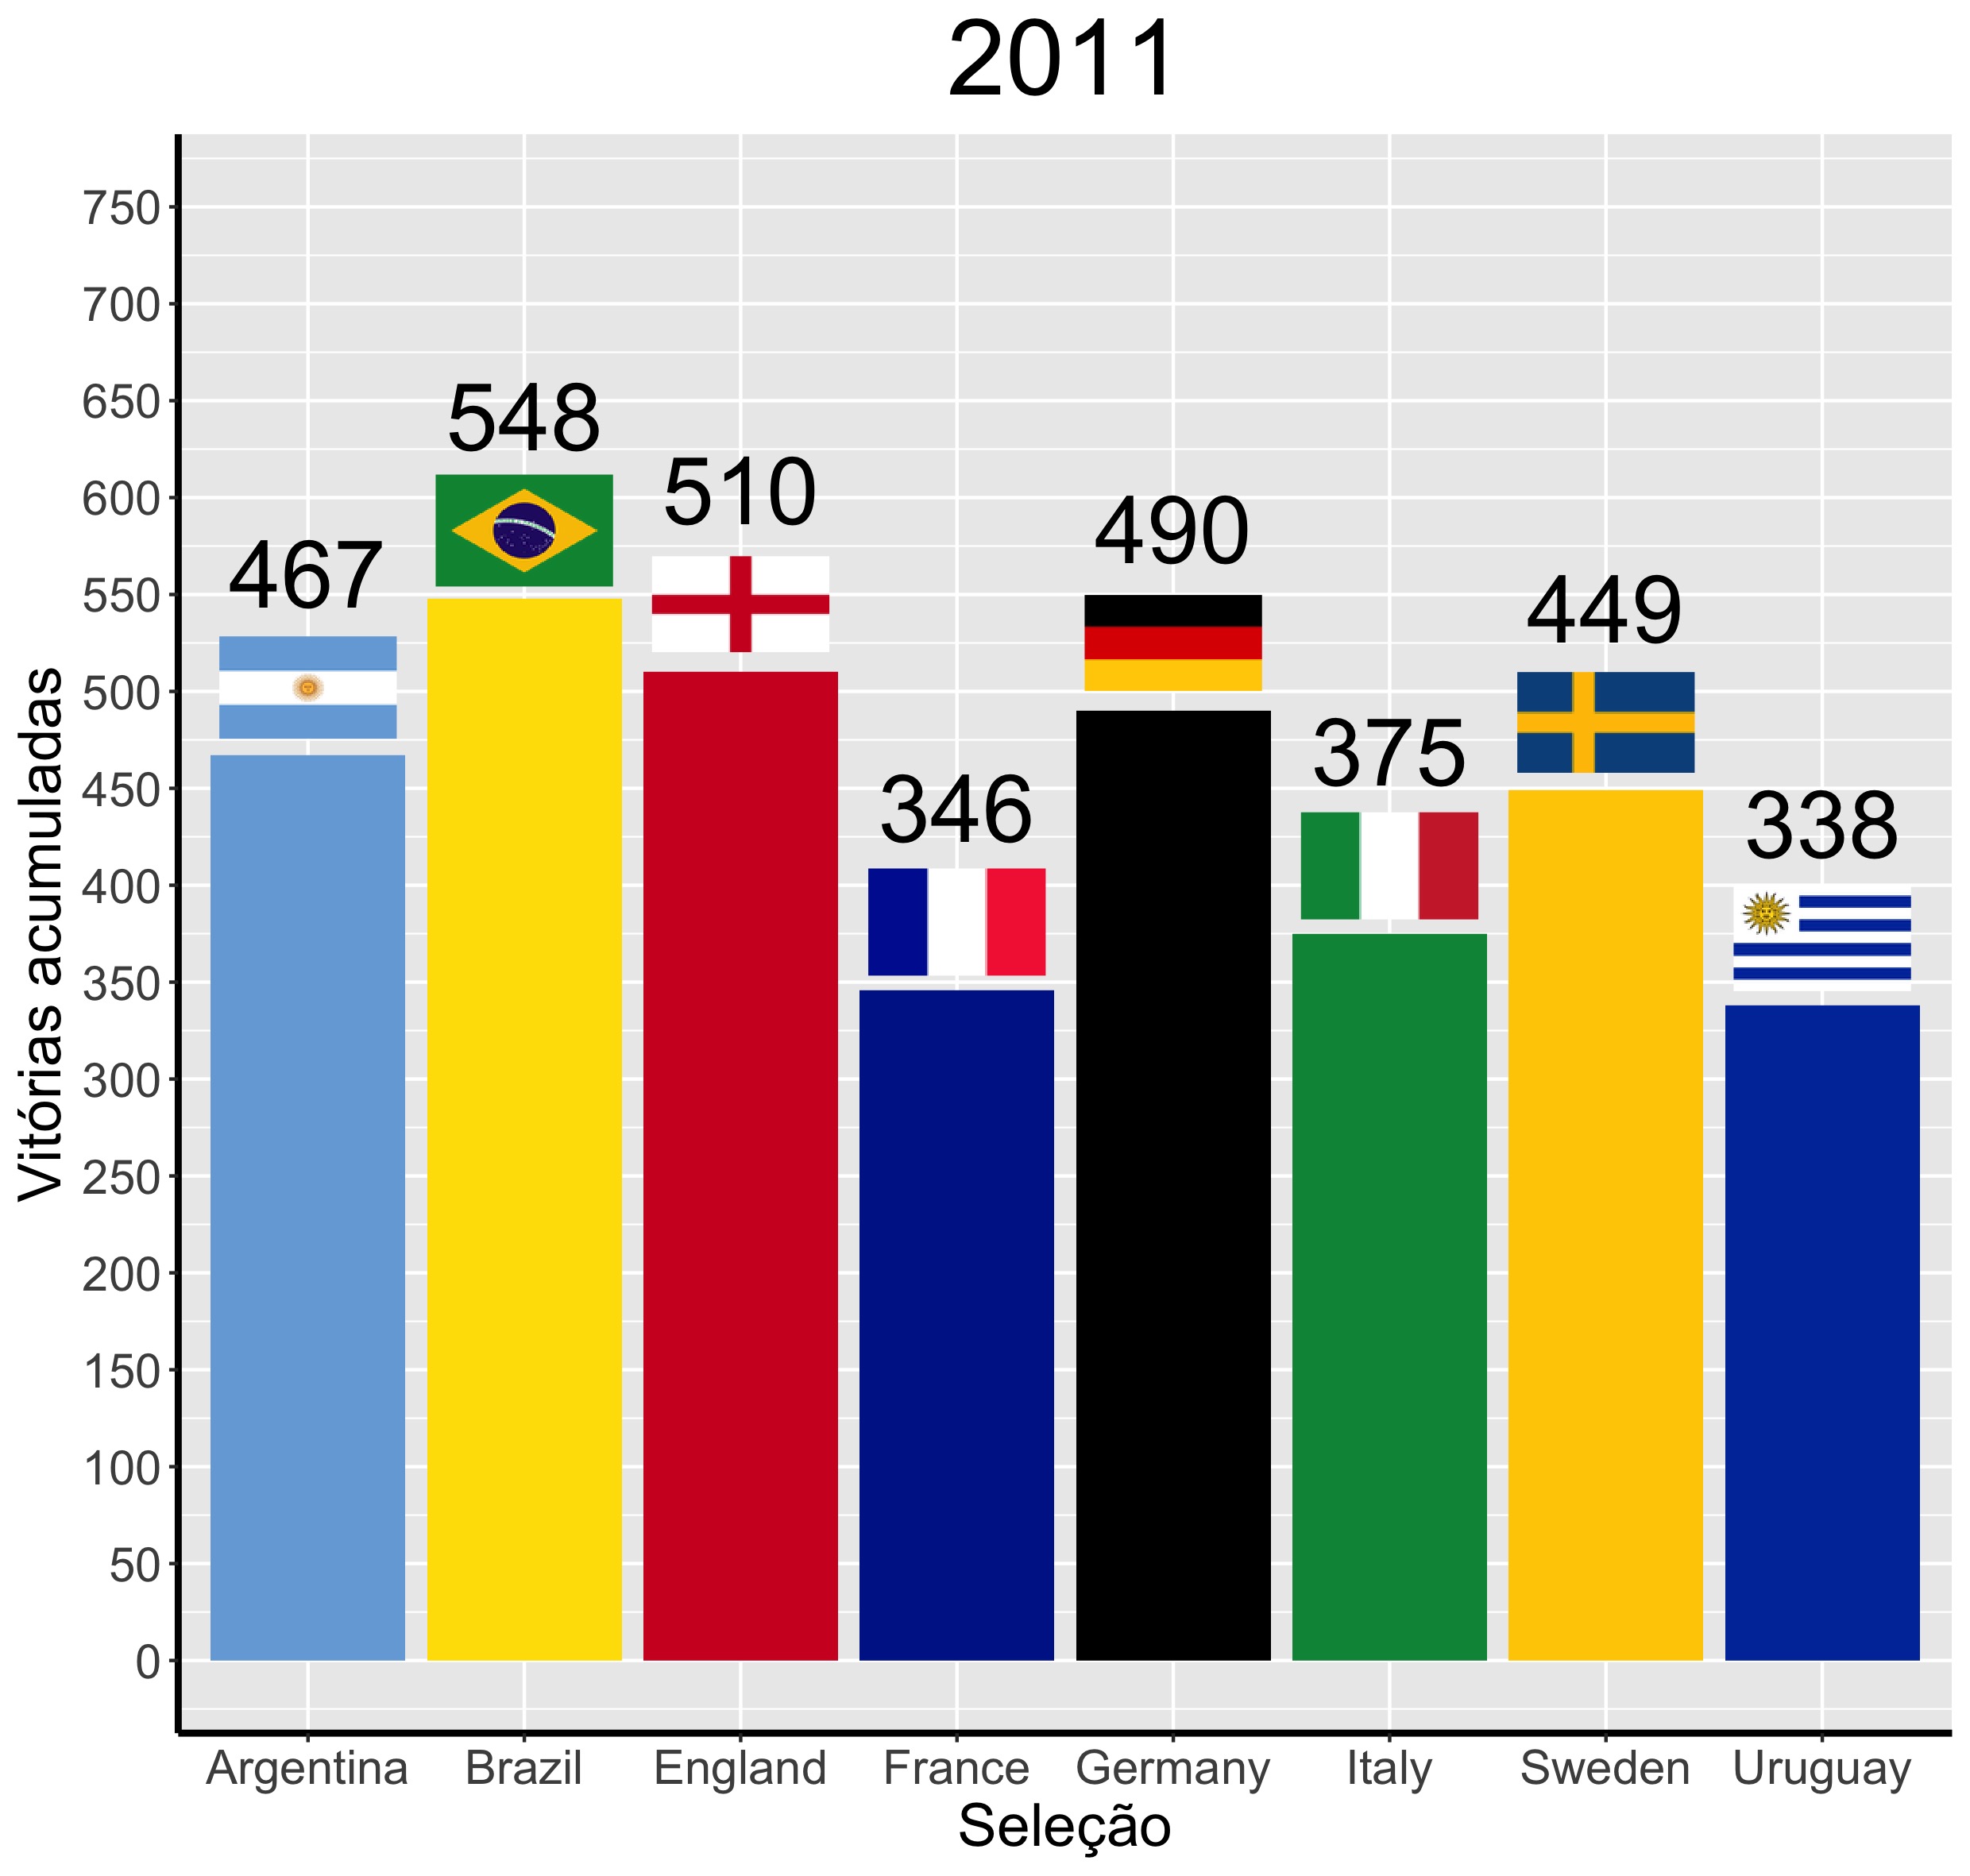 2011
Vitórias acumuladas
750
700
650
600
550
500
450
400
350
300
250
200
150
100
50
0
467
548
510
346
490
375
449
338
Argentina
Brazil
England
France
Germany
Italy
Sweden
Uruguay
Seleção